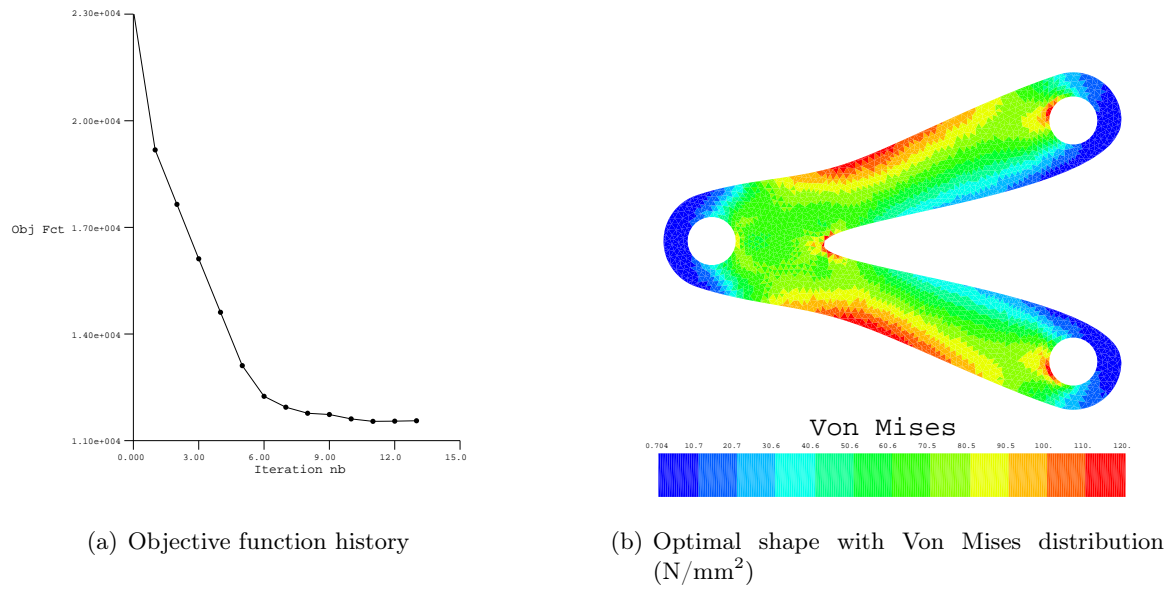 2.30e+004
2.00e+004
1.70e+004
Obj Fct
1.40e+004
1.10e+004
0.000 3.00 6.00 9.00 12.0 15.0
Iteration nb
Von Mises
0.704 10.7 20.7 30.6 40.6 50.6 60.6 70.5 80.5 90.5 100. 110. 120.
(a) Objective function history
(b) Optimal shape with Von Mises distribution
(N/mm²)